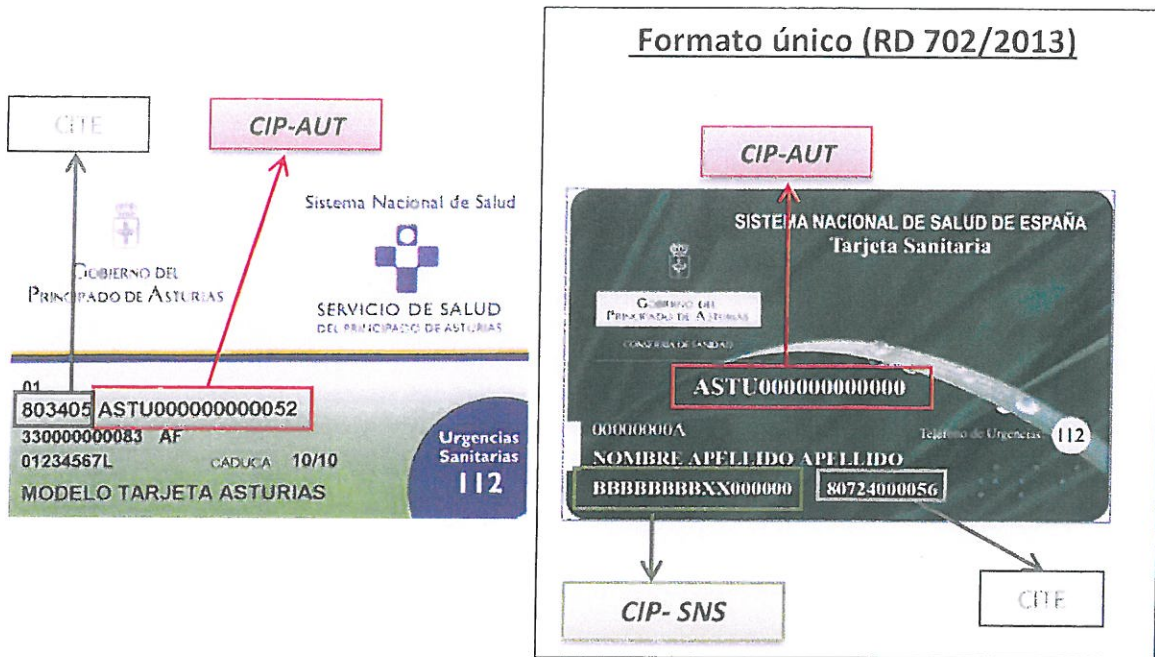 Formato único (RD 702/2013)
CITE
CIP-AUT
CIP-AUT
Sistema Nacional de Salud
GOBIERNO DEL
PRINCIPADO DE ASTURIAS
SERVICIO DE SALUD
DEL PRINCIPADO DE ASTURIAS
01
803405 ASTU000000000052
330000000083 AF
01234567L CADUCA 10/10
MODELO TARJETA ASTURIAS
Urgencias
Sanitarias
112
SISTEMA NACIONAL DE SALUD DE ESPAÑA
Tarjeta Sanitaria
GOBIERNO DEL
PRINCIPADO DE ASTURIAS
CONSEJERÍA DE SANIDAD
ASTU000000000000
00000000A
Teléfono de Urgencias 112
NOMBRE APELLIDO APELLIDO
BBBBBBBBXX000000 80724000056
CIP- SNS
CITE